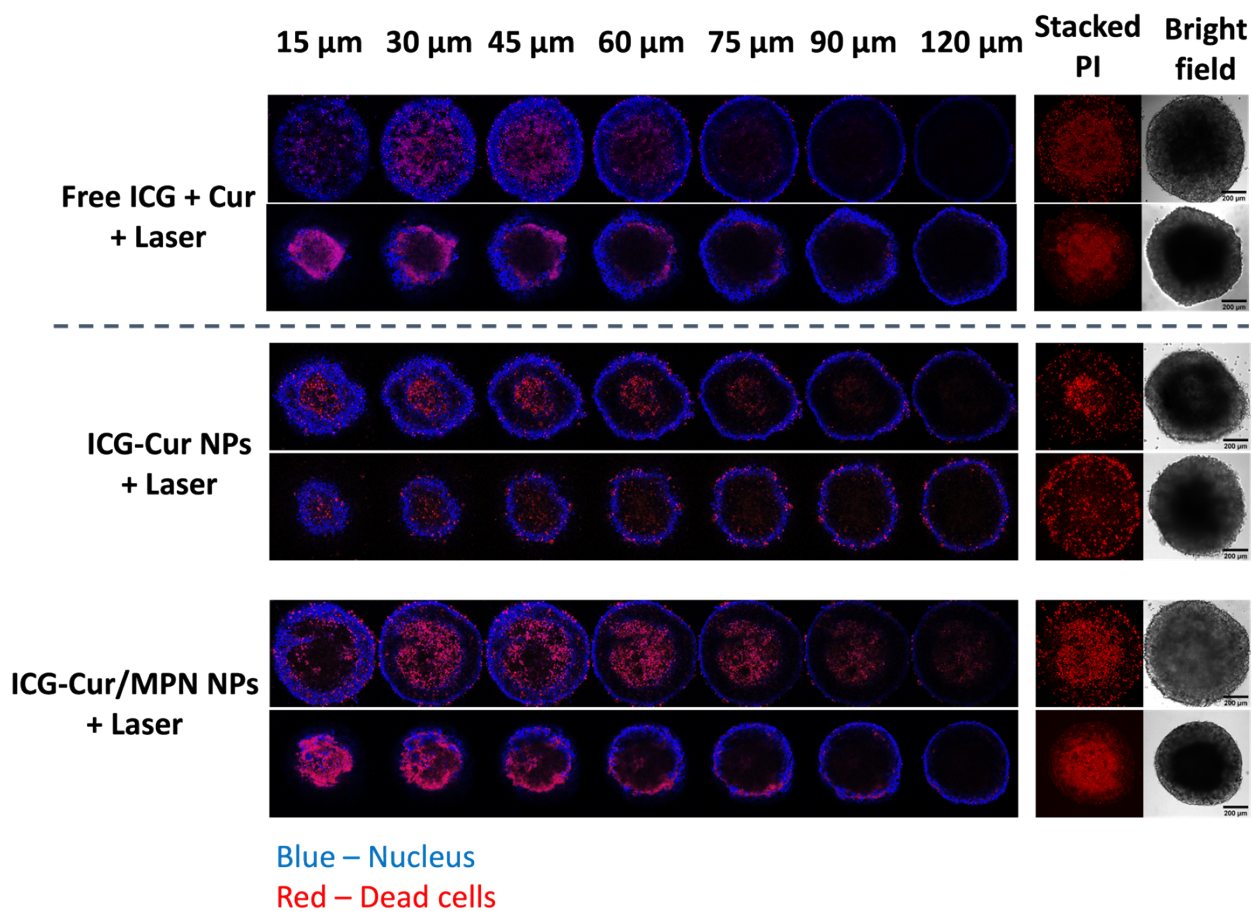 15 μm 30 μm 45 μm 60 μm 75 μm 90 μm 120 μm Stacked PI Bright field
Free ICG + Cur
+ Laser
200 μm
200 μm
ICG-Cur NPs
+ Laser
200 μm
200 μm
ICG-Cur/MPN NPs
+ Laser
200 μm
200 μm
Blue – Nucleus
Red – Dead cells